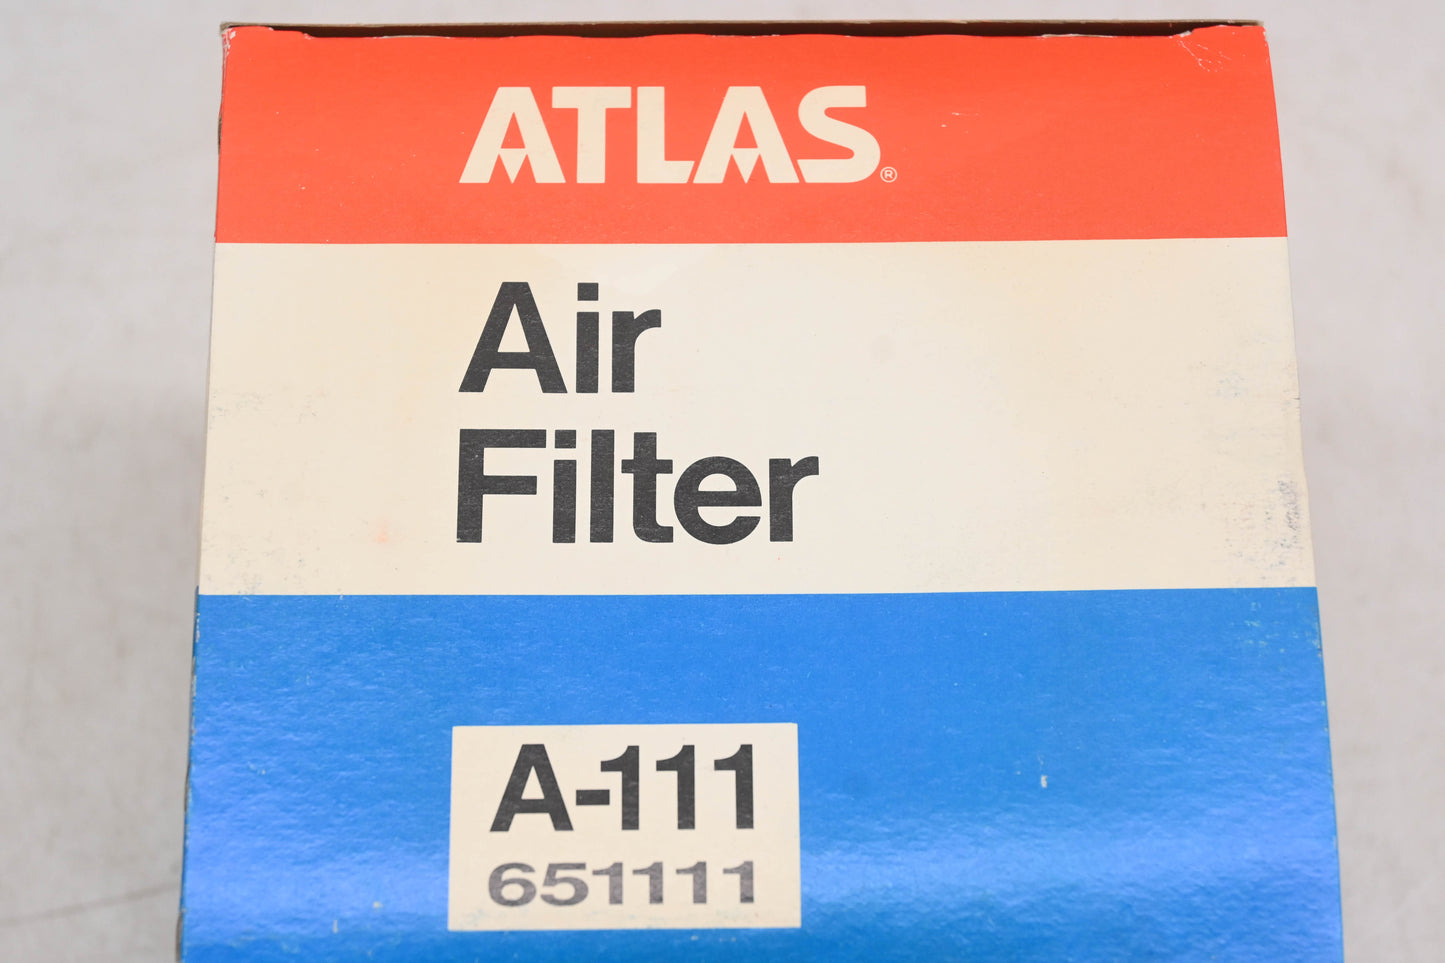 ATLAS®
Air
Filter
A-111
651111